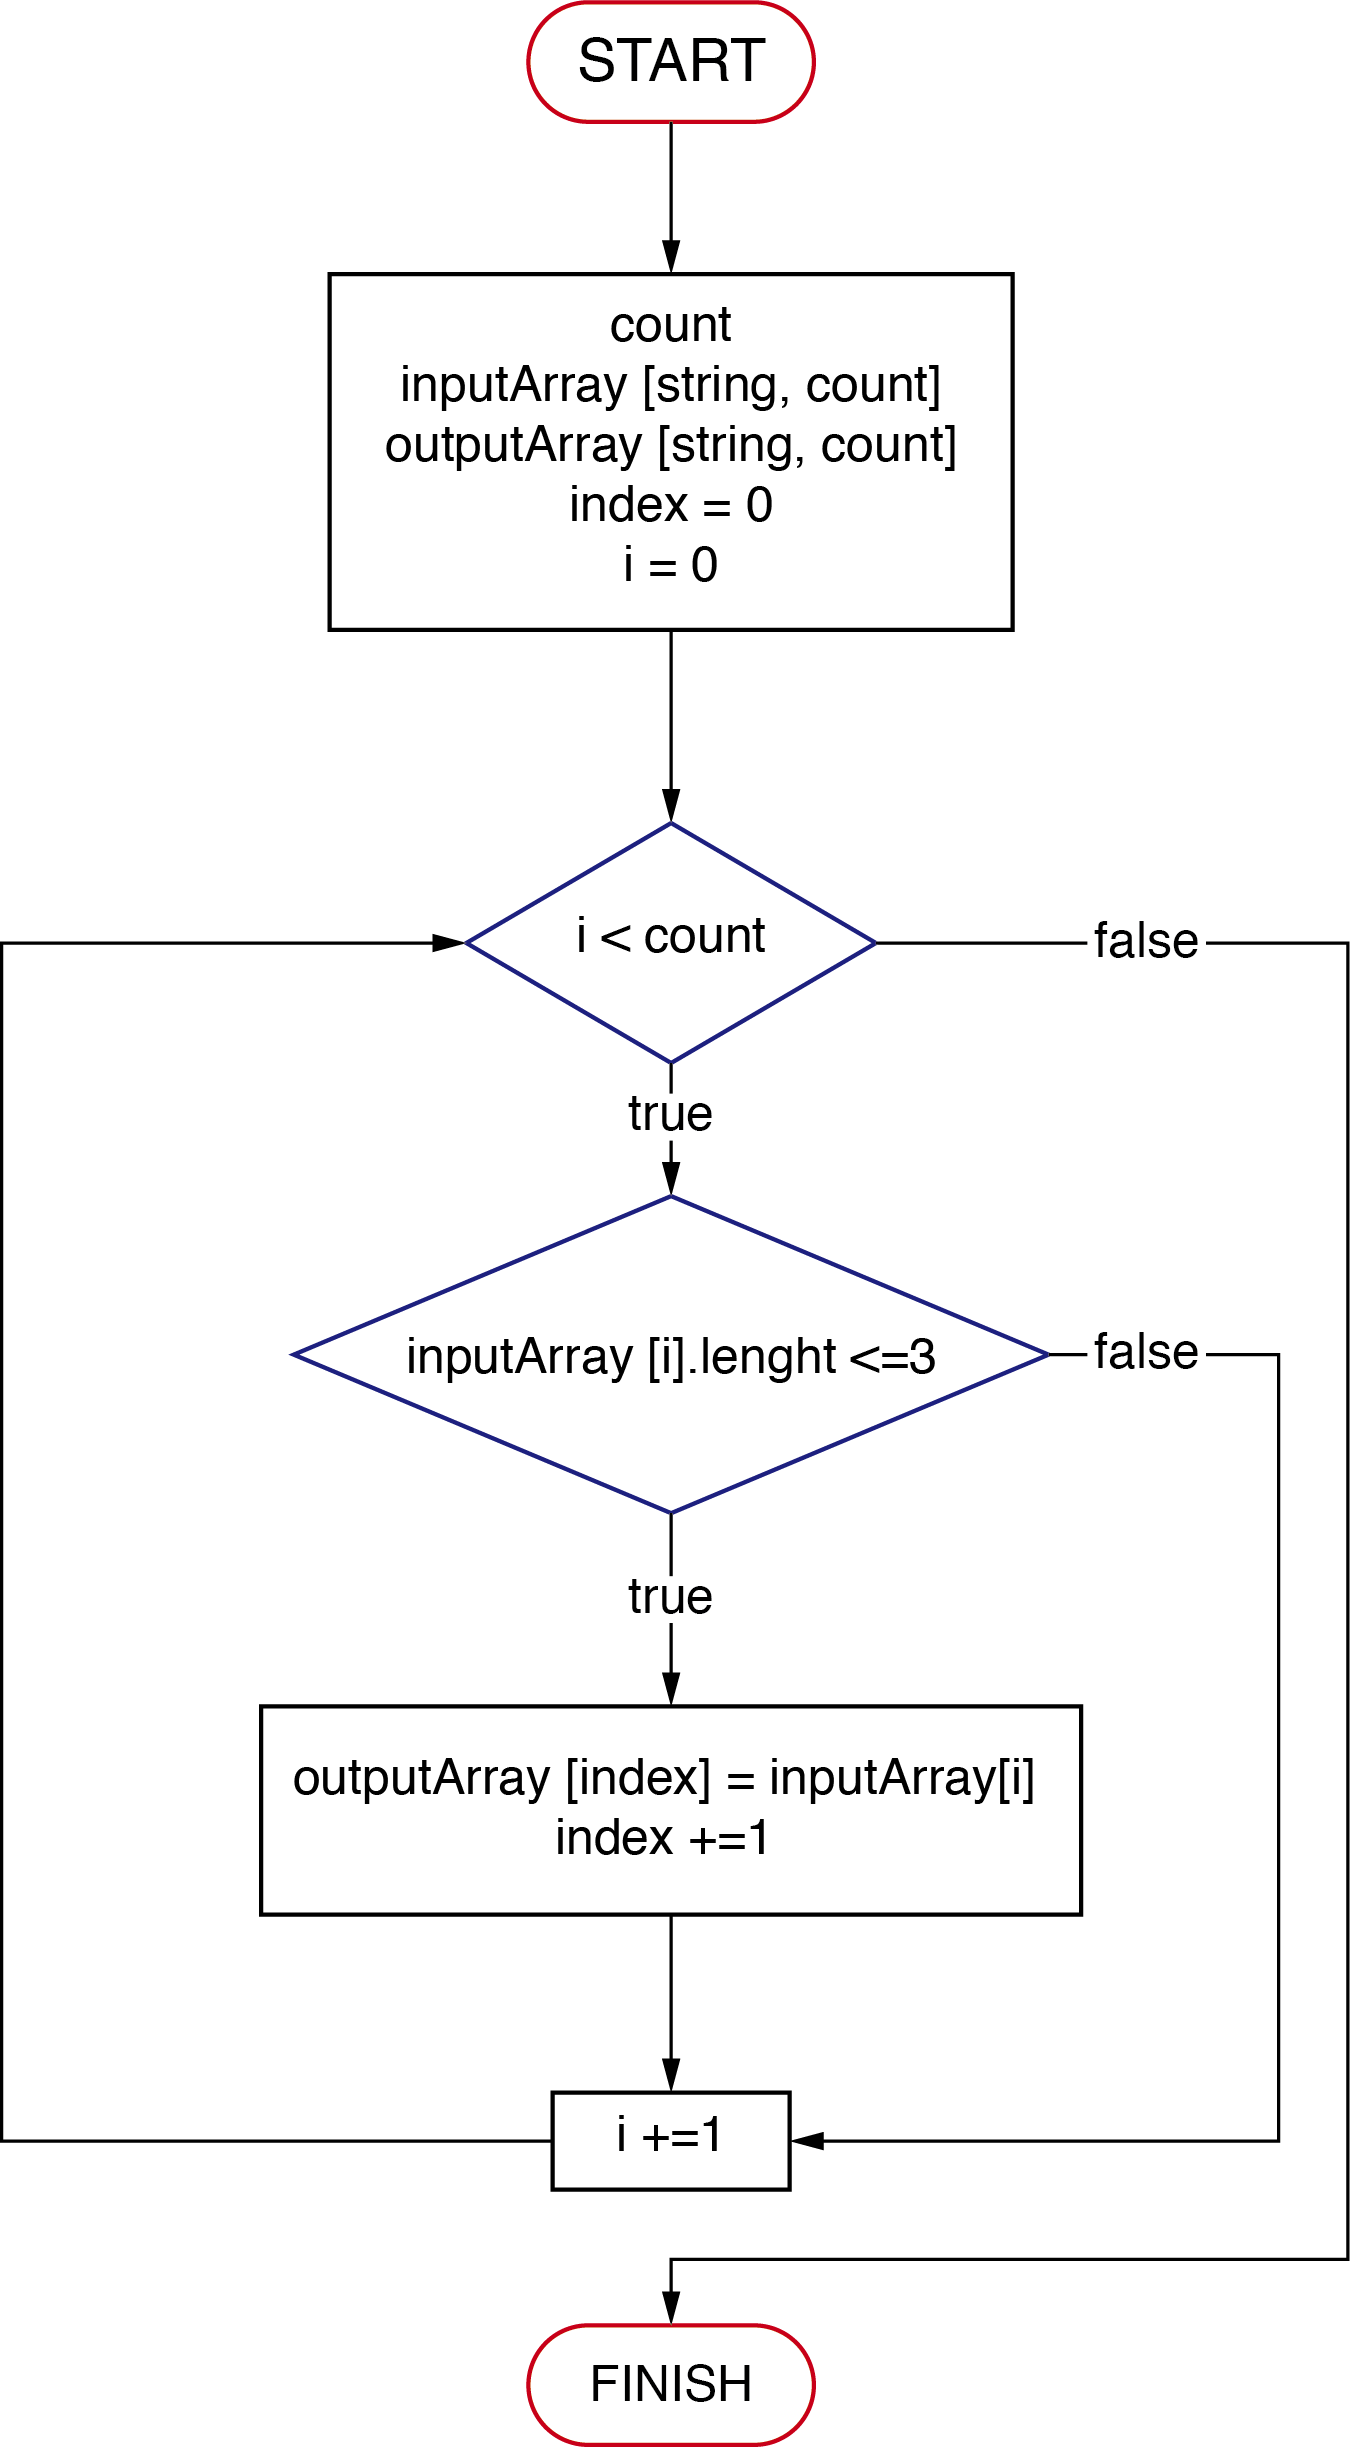 START
count
inputArray [string, count]
outputArray [string, count]
index = 0
i = 0
i < count
false
true
inputArray [i].lenght <=3
false
true
outputArray [index] = inputArray[i]
index +=1
i +=1
FINISH